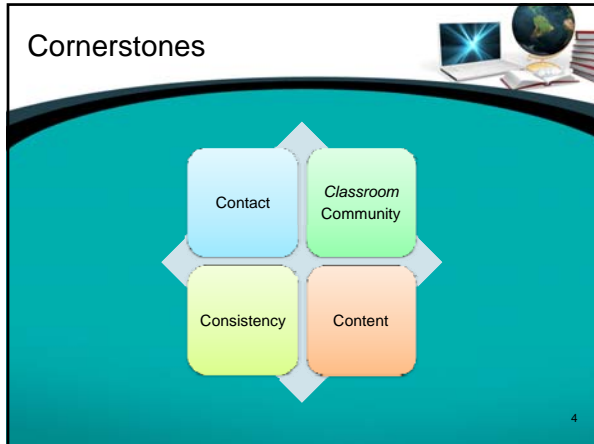 Cornerstones
Contact
Classroom
Community
Consistency
Content
4